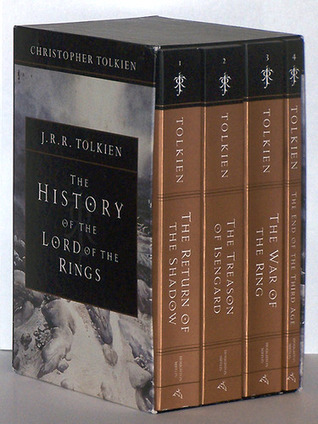 CHRISTOPHER TOLKIEN
J.R.R. TOLKIEN
THE
HISTORY
OF THE
LORD OF THE
RINGS
1
TOLKIEN
THE RETURN OF
THE SHADOW
2
TOLKIEN
THE TREASON
OF ISENGARD
3
TOLKIEN
THE WAR OF
THE RING
4
TOLKIEN
THE END OF THE THIRD AGE